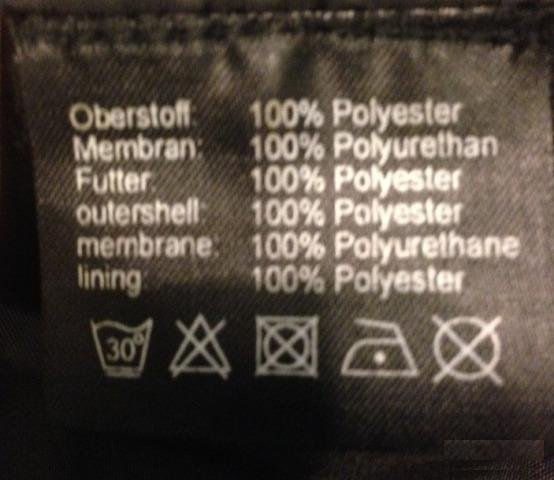 Oberstoff: 100% Polyester
Membran: 100% Polyurethan
Futter: 100% Polyester
outershell: 100% Polyester
membrane: 100% Polyurethane
lining: 100% Polyester
30°